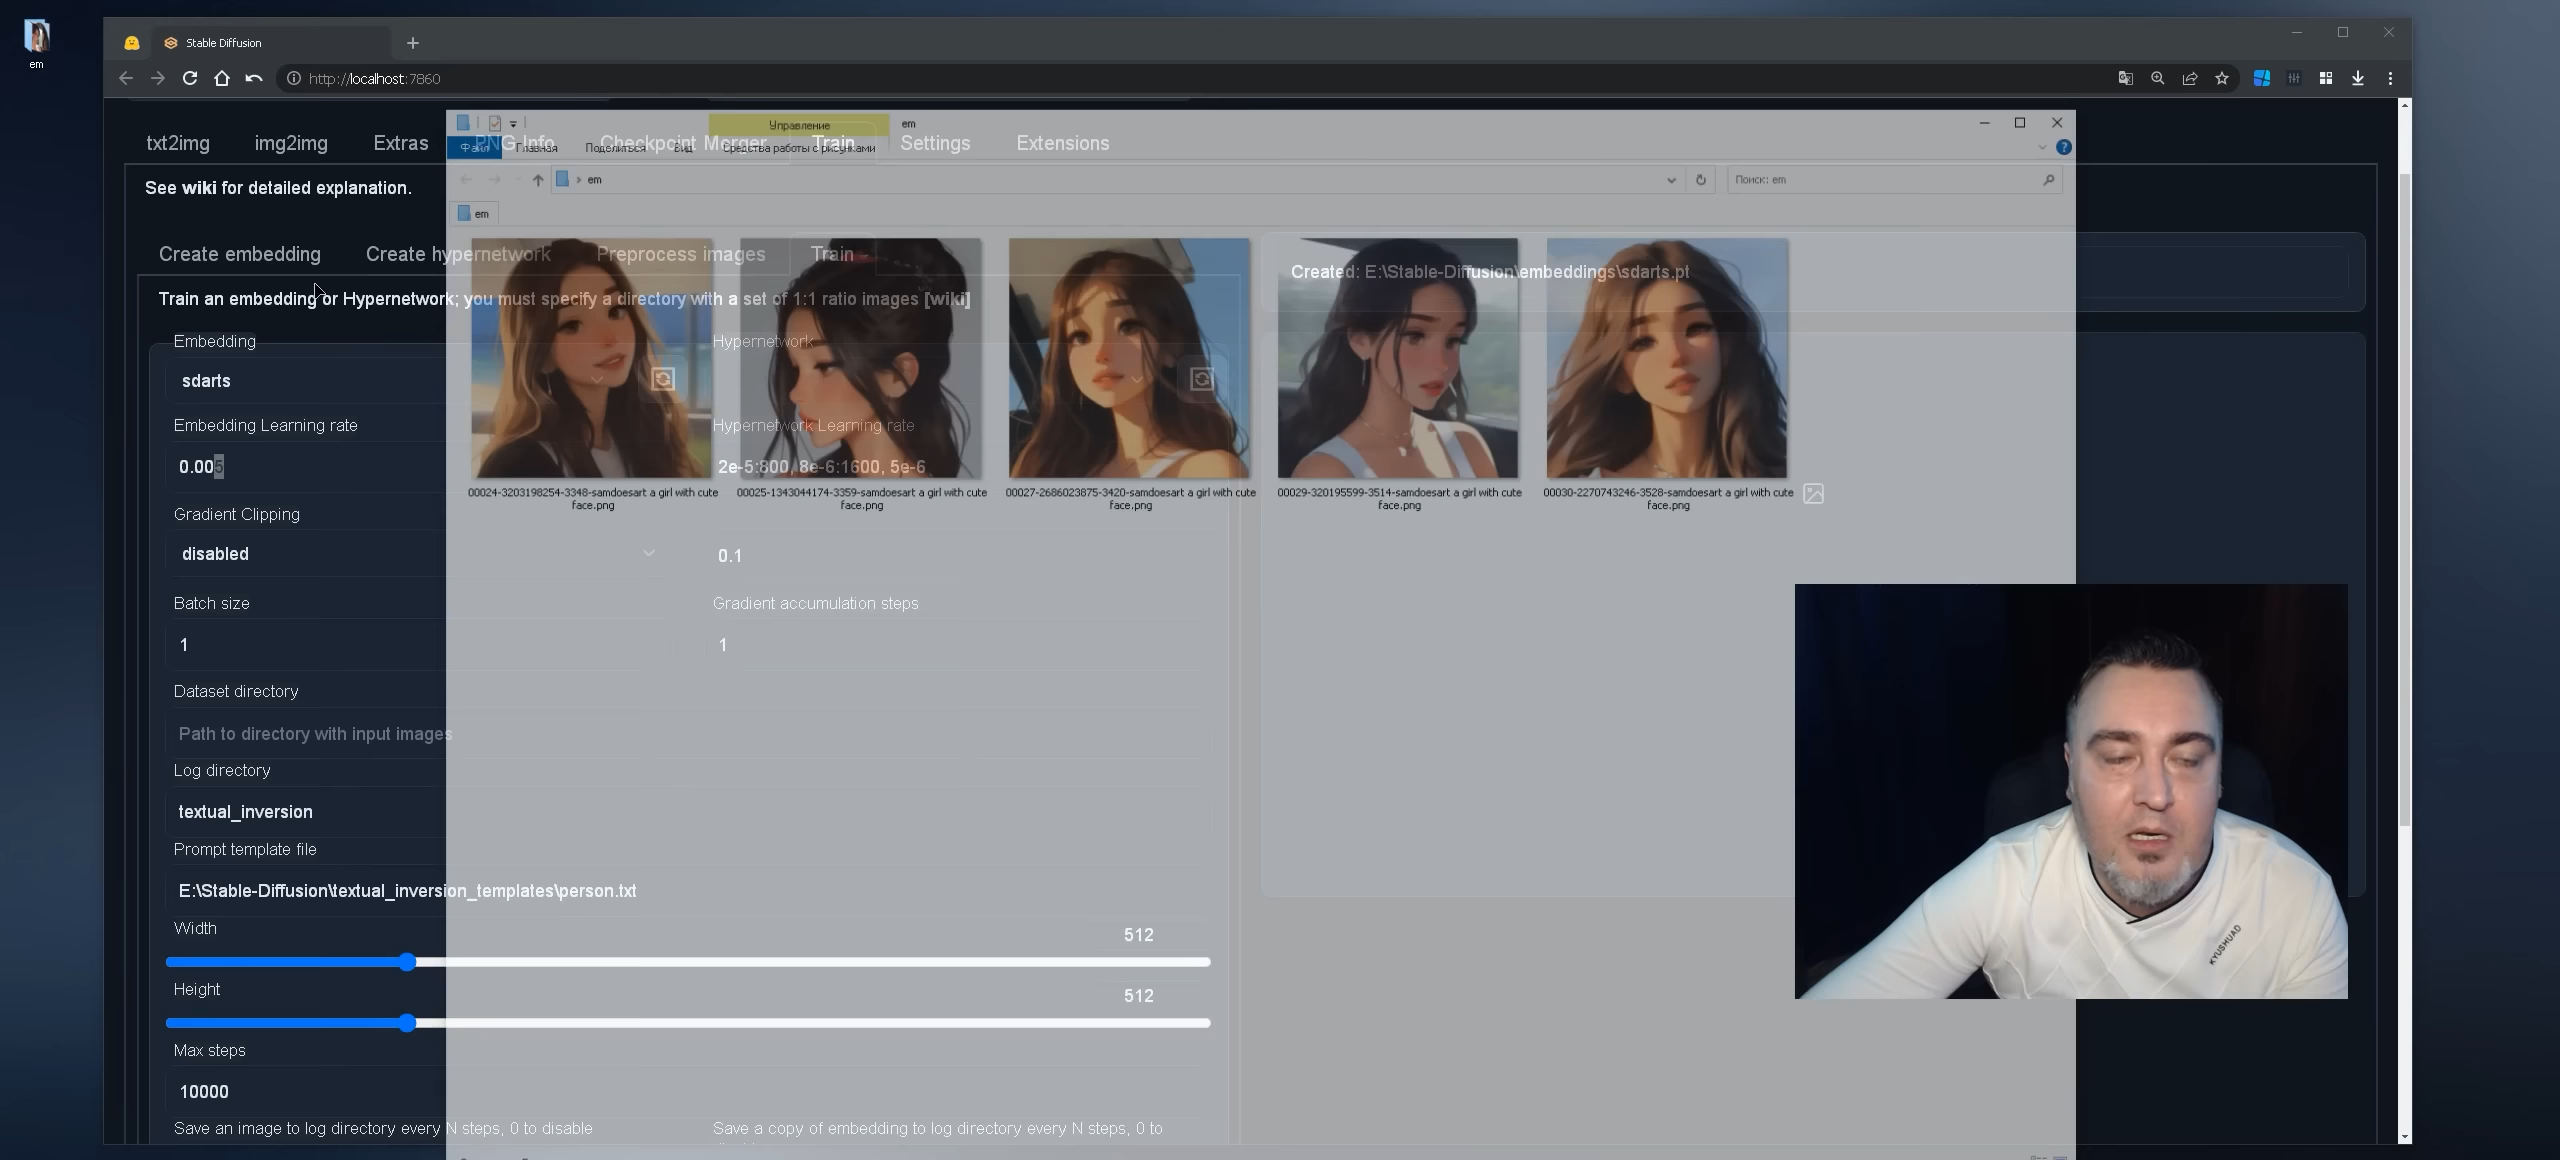 em
Stable Diffusion
http://localhost:7860
txt2img img2img Extras PNG Info Checkpoint Merger Train Settings Extensions
Управление em
Файл Главная Поделиться Вид Средства работы с рисунками
See wiki for detailed explanation.
em
Поиск: em
em
Create embedding Create hypernetwork Preprocess images Train
Created: E:\Stable-Diffusion\embeddings\sdarts.pt
Train an embedding or Hypernetwork; you must specify a directory with a set of 1:1 ratio images [wiki]
Embedding Hypernetwork
sdarts
Embedding Learning rate Hypernetwork Learning rate
0.005 2e-5:800, 8e-6:1600, 5e-6
00024-3203198254-3348-samdoesart a girl with cute
face.png
00025-1343044174-3359-samdoesart a girl with cute
face.png
00027-2686023875-3420-samdoesart a girl with cute
face.png
00029-320195599-3514-samdoesart a girl with cute
face.png
00030-2270743246-3528-samdoesart a girl with cute
face.png
Gradient Clipping
disabled 0.1
Batch size Gradient accumulation steps
1 1
Dataset directory
Path to directory with input images
Log directory
textual_inversion
Prompt template file
E:\Stable-Diffusion\textual_inversion_templates\person.txt
Width 512
Height 512
Max steps
10000
Save an image to log directory every N steps, 0 to disable
Save a copy of embedding to log directory every N steps, 0 to
KYUSHUAD